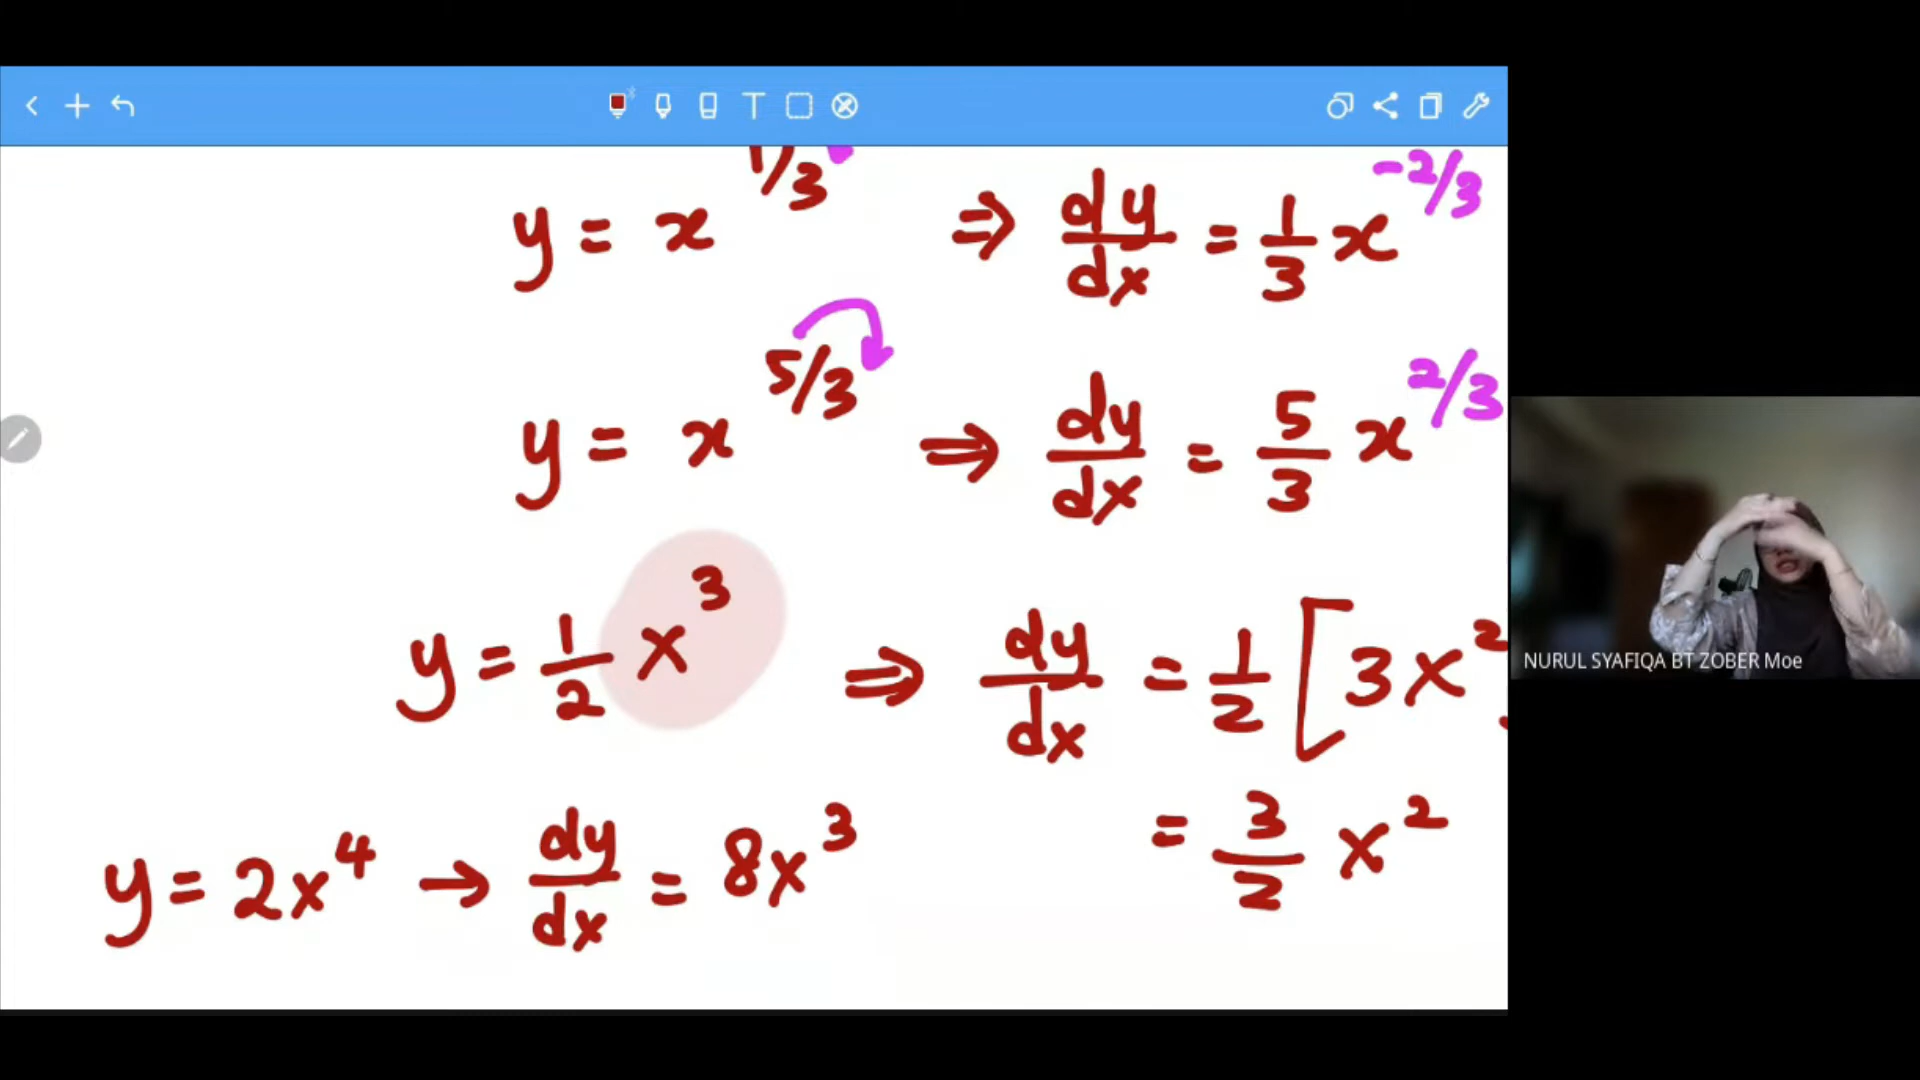 T
y = x^1/3 ⇒ dy/dx = 1/3 x^-2/3
y = x^5/3 ⇒ dy/dx = 5/3 x^2/3
y = 1/2 x^3 ⇒ dy/dx = 1/2 [3x^2
= 3/2 x^2
y = 2x^4 → dy/dx = 8x^3
NURUL SYAFIQA BT ZOBER Moe